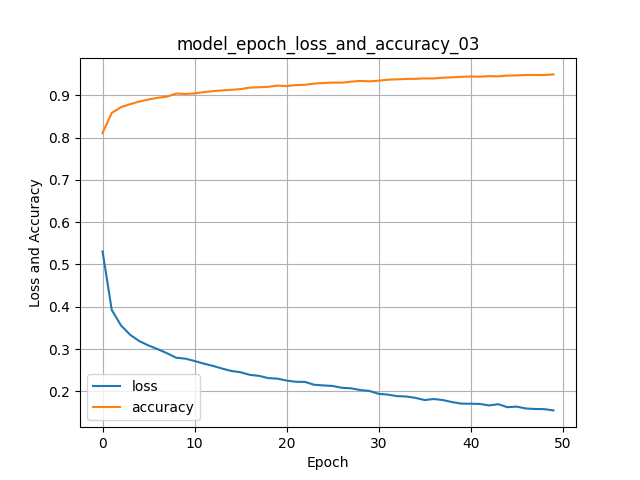 model_epoch_loss_and_accuracy_03
Loss and Accuracy
0.9
0.8
0.7
0.6
0.5
0.4
0.3
0.2
loss
accuracy
0 10 20 30 40 50
Epoch